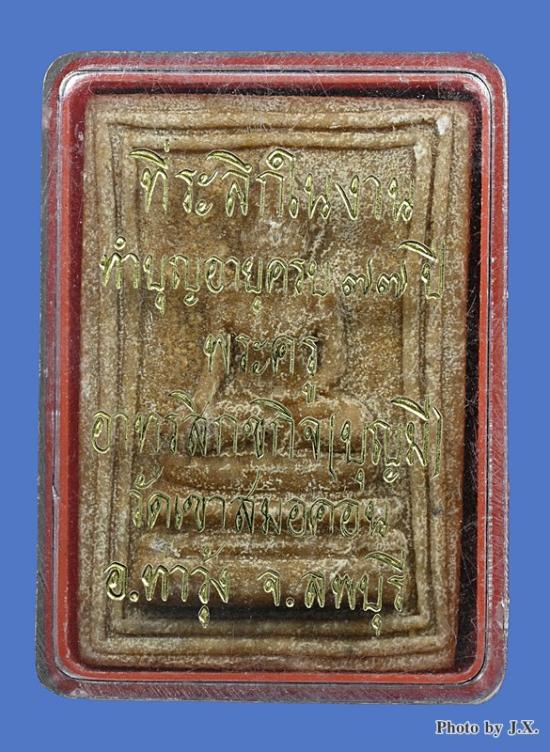 ที่ระลึกในงาน
ทำบุญอายุครบ ๗๗ ปี
พระครู
อาทรสิกขกิจ(บุญมี)
วัดเขาสมอคอน
อ.ทาวุ้ง จ.ลพบุรี
Photo by J.X.